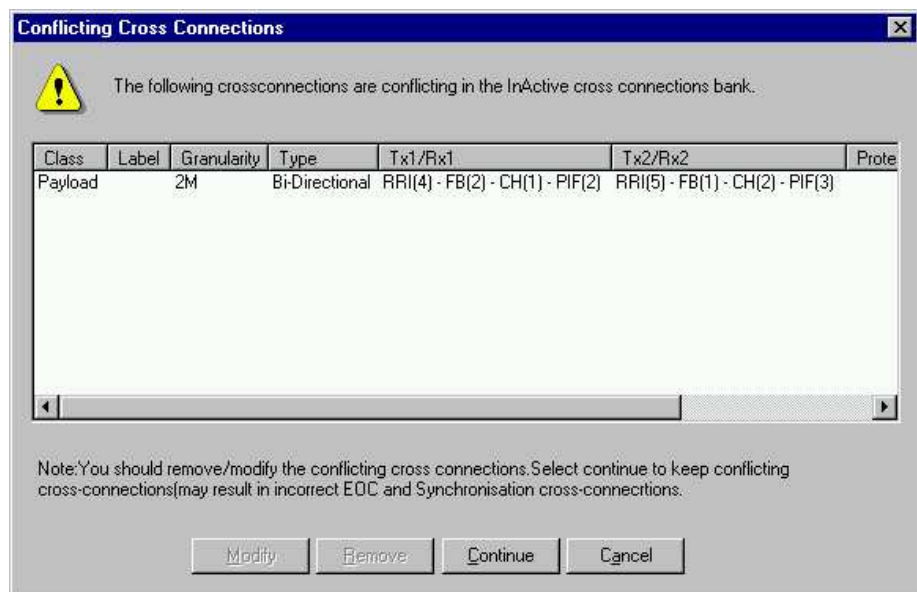 Conflicting Cross Connections
The following crossconnections are conflicting in the InActive cross connections bank.
Class Label Granularity Type Tx1/Rx1 Tx2/Rx2 Prote
Payload 2M Bi-Directional RRI(4) - FB(2) - CH(1) - PIF(2) RRI(5) - FB(1) - CH(2) - PIF(3)
Note:You should remove/modify the conflicting cross connections.Select continue to keep conflicting
cross-connections(may result in incorrect EOC and Synchronisation cross-connecrtions.
Modify Remove Continue Cancel